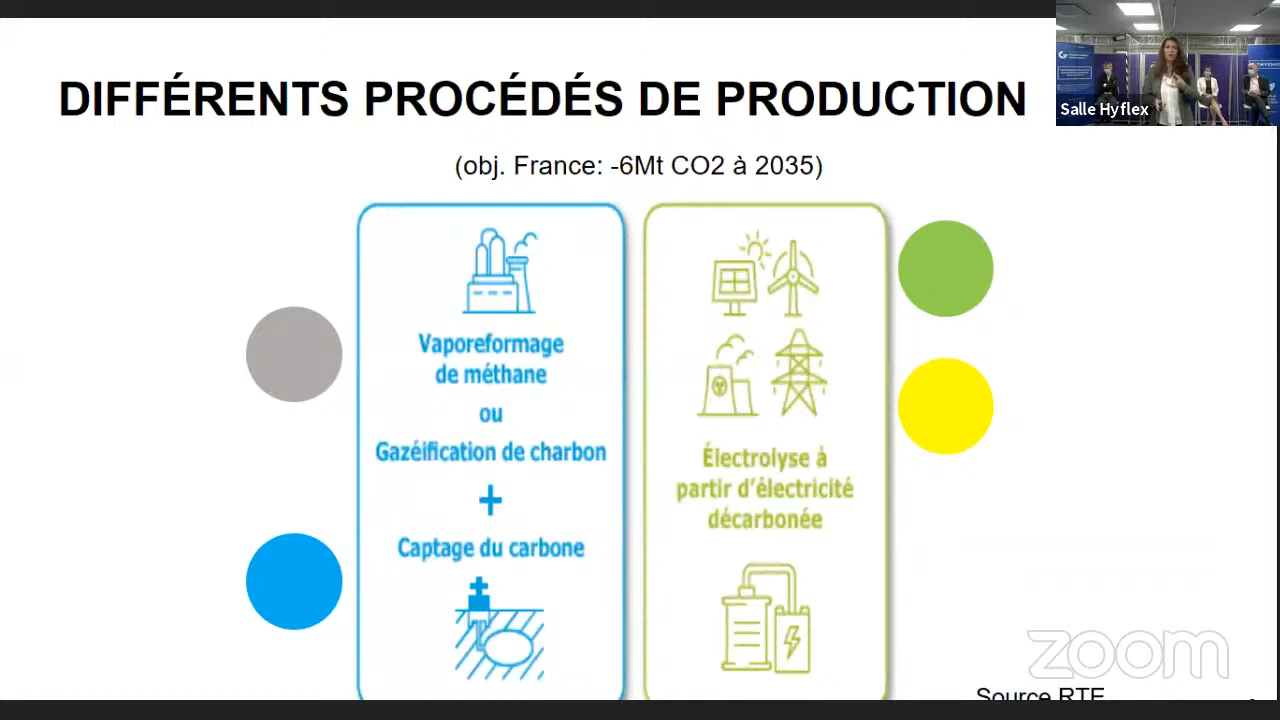 DIFFÉRENTS PROCÉDÉS DE PRODUCTION
(obj. France: -6Mt CO2 à 2035)
Salle Hyflex
Vaporeformage
de méthane
ou
Gazéification de charbon
+
Captage du carbone
Électrolyse à
partir d'électricité
décarbonée
zoom
Source RTE